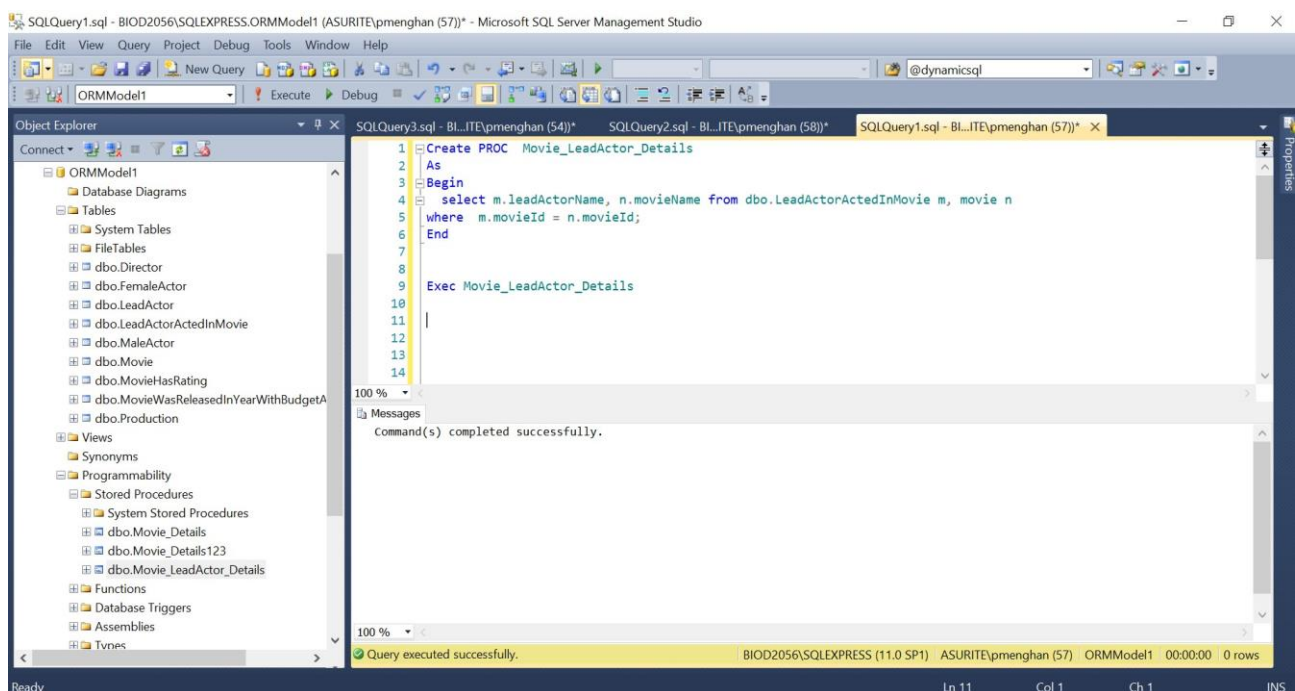 SQLQuery1.sql - BIOD2056\SQLEXPRESS.ORMModel1 (ASURITE\pmenghan (57))* - Microsoft SQL Server Management Studio
File Edit View Query Project Debug Tools Window Help
New Query @dynamicsql
ORMModel1 Execute Debug
Object Explorer
Connect
ORMModel1
Database Diagrams
Tables
System Tables
FileTables
dbo.Director
dbo.FemaleActor
dbo.LeadActor
dbo.LeadActorActedInMovie
dbo.MaleActor
dbo.Movie
dbo.MovieHasRating
dbo.MovieWasReleasedInYearWithBudgetA
dbo.Production
Views
Synonyms
Programmability
Stored Procedures
System Stored Procedures
dbo.Movie_Details
dbo.Movie_Details123
dbo.Movie_LeadActor_Details
Functions
Database Triggers
Assemblies
Types
SQLQuery3.sql - BI...ITE\pmenghan (54))* SQLQuery2.sql - BI...ITE\pmenghan (58))* SQLQuery1.sql - BI...ITE\pmenghan (57))*
1 Create PROC  Movie_LeadActor_Details
2 As
3 Begin
4 select m.leadActorName, n.movieName from dbo.LeadActorActedInMovie m, movie n
5 where  m.movieId = n.movieId;
6 End
7
8
9 Exec Movie_LeadActor_Details
10
11
12
13
14
100 %
Messages
Command(s) completed successfully.
100 %
Query executed successfully. BIOD2056\SQLEXPRESS (11.0 SP1) ASURITE\pmenghan (57) ORMModel1 00:00:00 0 rows
Properties
Ready Ln 11 Col 1 Ch 1 INS